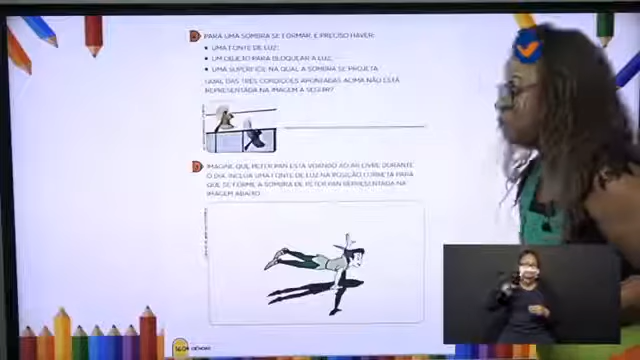 PARA UMA SOMBRA SE FORMAR, É PRECISO HAVER:
• UMA FONTE DE LUZ;
• UM OBJETO PARA BLOQUEAR A LUZ;
• UMA SUPERFÍCIE NA QUAL A SOMBRA SE PROJETA.
QUAL DAS TRÊS CONDIÇÕES APONTADAS ACIMA NÃO ESTÁ
REPRESENTADA NA IMAGEM A SEGUIR?
IMAGINE QUE PETER PAN ESTÁ VOANDO AO AR LIVRE DURANTE
O DIA. INCLUA UMA FONTE DE LUZ NA POSIÇÃO CORRETA PARA
QUE SE FORME A SOMBRA DE PETER PAN REPRESENTADA NA
IMAGEM ABAIXO.
CIÊNCIAS